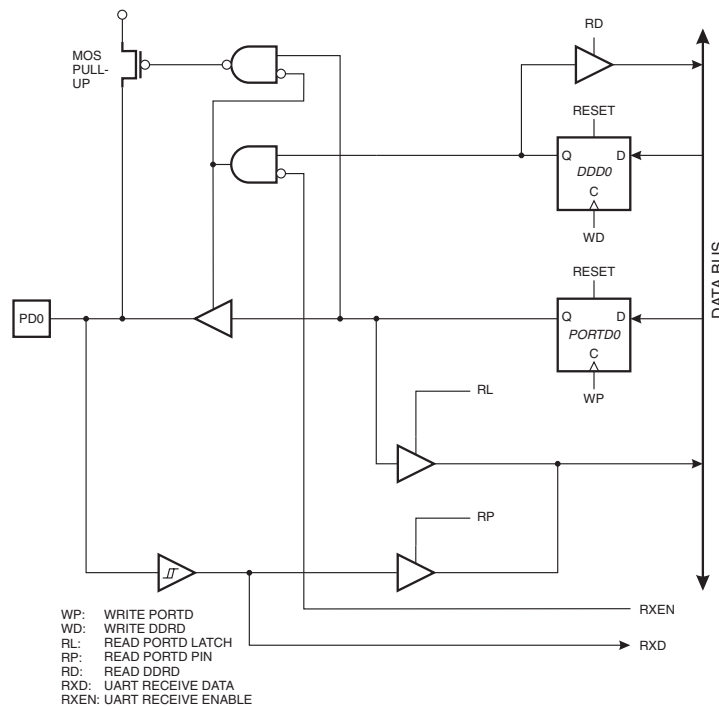 RD
MOS
PULL-
UP
RESET
Q D
DDD0
C
WD
RESET
DATA BUS
PD0
Q D
PORTD0
C
WP
RL
RP
RXEN
RXD
WP: WRITE PORTD
WD: WRITE DDRD
RL: READ PORTD LATCH
RP: READ PORTD PIN
RD: READ DDRD
RXD: UART RECEIVE DATA
RXEN: UART RECEIVE ENABLE